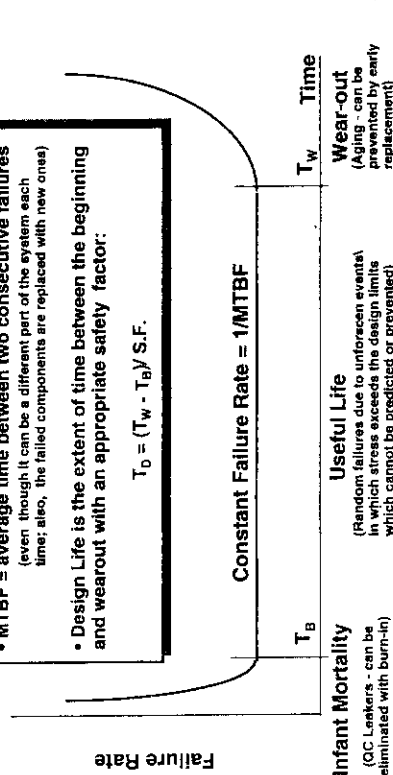 • MTBF = average time between two consecutive failures
(even though it can be a different part of the system each
time; also, the failed components are replaced with new ones)
• Design Life is the extent of time between the beginning
and wearout with an appropriate safety factor:
T_D = (T_W - T_B)/ S.F.
Failure Rate
Constant Failure Rate = 1/MTBF
T_B
T_W
Time
Infant Mortality
(QC Leakers - can be
eliminated with burn-in)
Useful Life
(Random failures due to unforseen events\
in which stress exceeds the design limits
which cannot be predicted or prevented)
Wear-out
(Aging - can be
prevented by early
replacement)